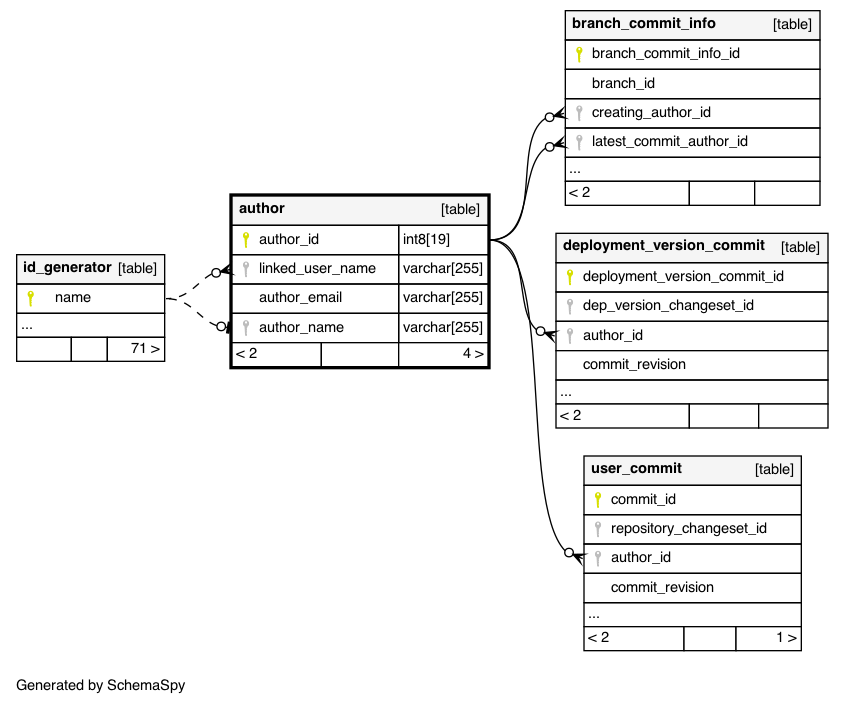 branch_commit_info [table]
branch_commit_info_id
branch_id
creating_author_id
latest_commit_author_id
...
< 2
author [table]
author_id int8[19]
linked_user_name varchar[255]
author_email varchar[255]
author_name varchar[255]
< 2 4 >
id_generator [table]
name
...
71 >
deployment_version_commit [table]
deployment_version_commit_id
dep_version_changeset_id
author_id
commit_revision
...
< 2
user_commit [table]
commit_id
repository_changeset_id
author_id
commit_revision
...
< 2 1 >
Generated by SchemaSpy